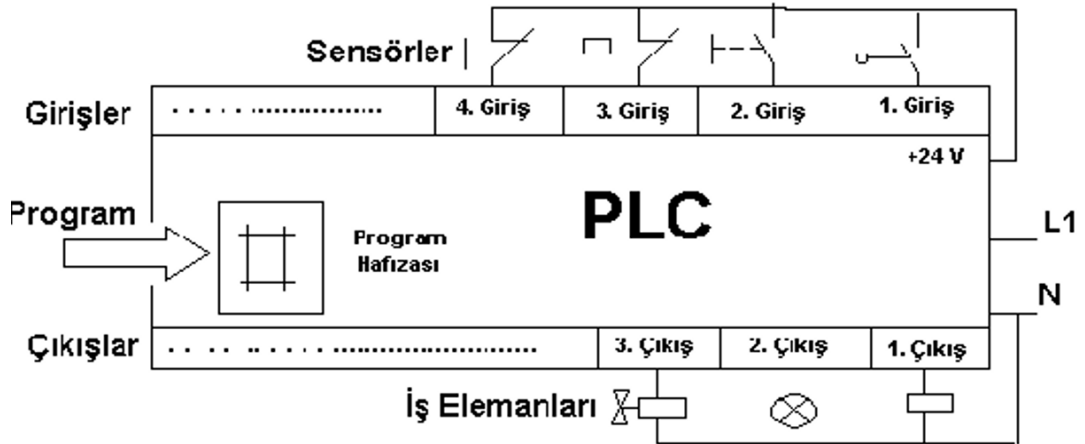 Sensörler
Girişler
4. Giriş 3. Giriş 2. Giriş 1. Giriş
+24 V
Program
PLC
L1
Program
Hafızası
N
Çıkışlar
3. Çıkış 2. Çıkış 1. Çıkış
İş Elemanları